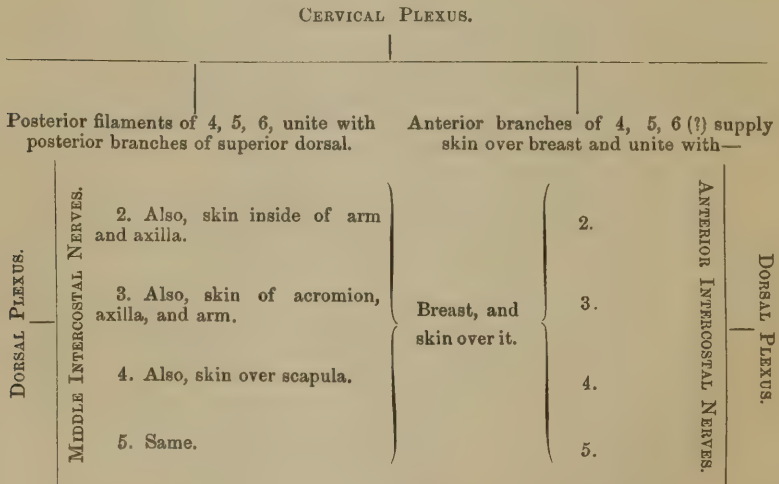 CERVICAL PLEXUS.
Posterior filaments of 4, 5, 6, unite with
posterior branches of superior dorsal.
Anterior branches of 4, 5, 6 (?) supply
skin over breast and unite with—
DORSAL PLEXUS.
MIDDLE INTERCOSTAL NERVES.
2. Also, skin inside of arm
and axilla.
3. Also, skin of acromion,
axilla, and arm.
4. Also, skin over scapula.
5. Same.
Breast, and
skin over it.
2.
3.
4.
5.
ANTERIOR INTERCOSTAL NERVES.
DORSAL PLEXUS.